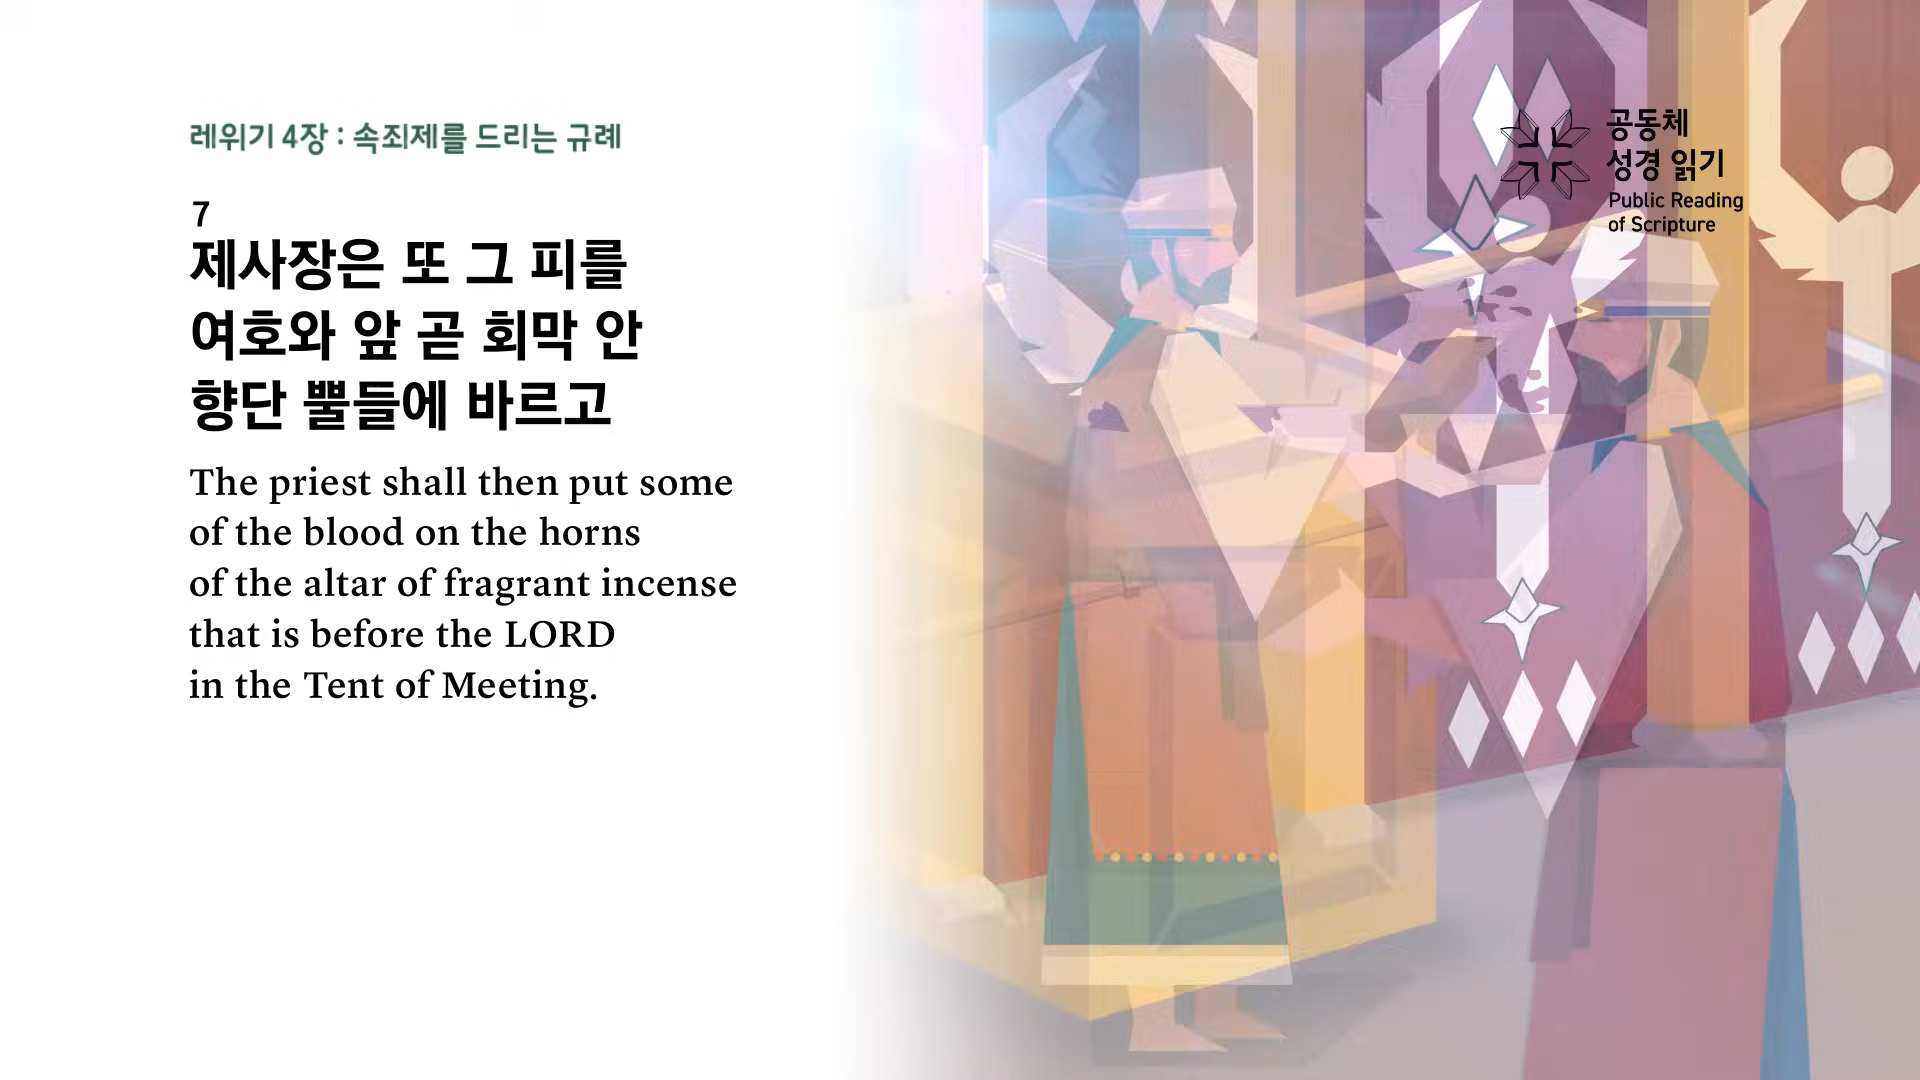 레위기 4장 : 속죄제를 드리는 규례
7
제사장은 또 그 피를
여호와 앞 곧 회막 안
향단 뿔들에 바르고
The priest shall then put some
of the blood on the horns
of the altar of fragrant incense
that is before the LORD
in the Tent of Meeting.
공동체
성경 읽기
Public Reading
of Scripture